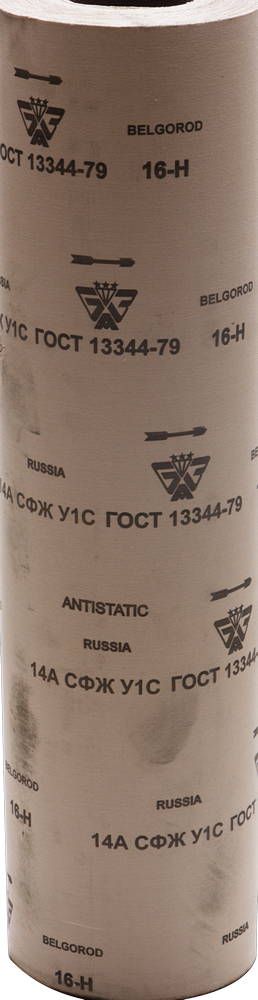 BELGOROD
ГОСТ 13344-79 16-Н
BELGOROD
У1С ГОСТ 13344-79 16-Н
RUSSIA
14А СФЖ У1С ГОСТ 13344-79
ANTISTATIC
RUSSIA
14А СФЖ У1С ГОСТ 13344-
BELGOROD
RUSSIA
16-Н
14А СФЖ У1С ГОСТ
RUSSIA
BELGOROD
16-Н